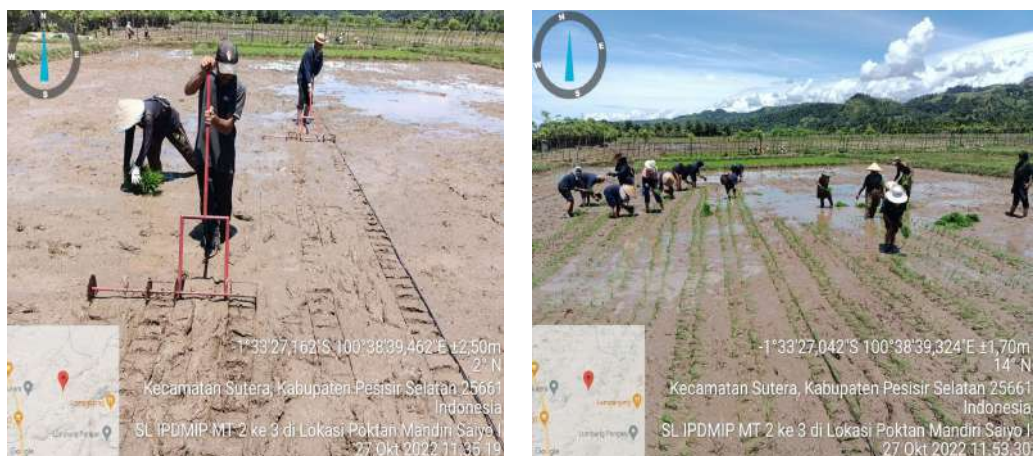 N
W
E
S
-1°33'27,162"S 100°38'39,462"E ±2,50m
2° N
Kecamatan Sutera, Kabupaten Pesisir Selatan 25661
Indonesia
SL IPDMIP MT 2 ke 3 di Lokasi Poktan Mandiri Saiyo I
27 Okt 2022 11.35.19
Google
N
W
E
S
-1°33'27,042"S 100°38'39,324"E ±1,70m
14° N
Kecamatan Sutera, Kabupaten Pesisir Selatan 25661
Indonesia
SL IPDMIP MT 2 ke 3 di Lokasi Poktan Mandiri Saiyo I
27 Okt 2022 11.53.30
Google